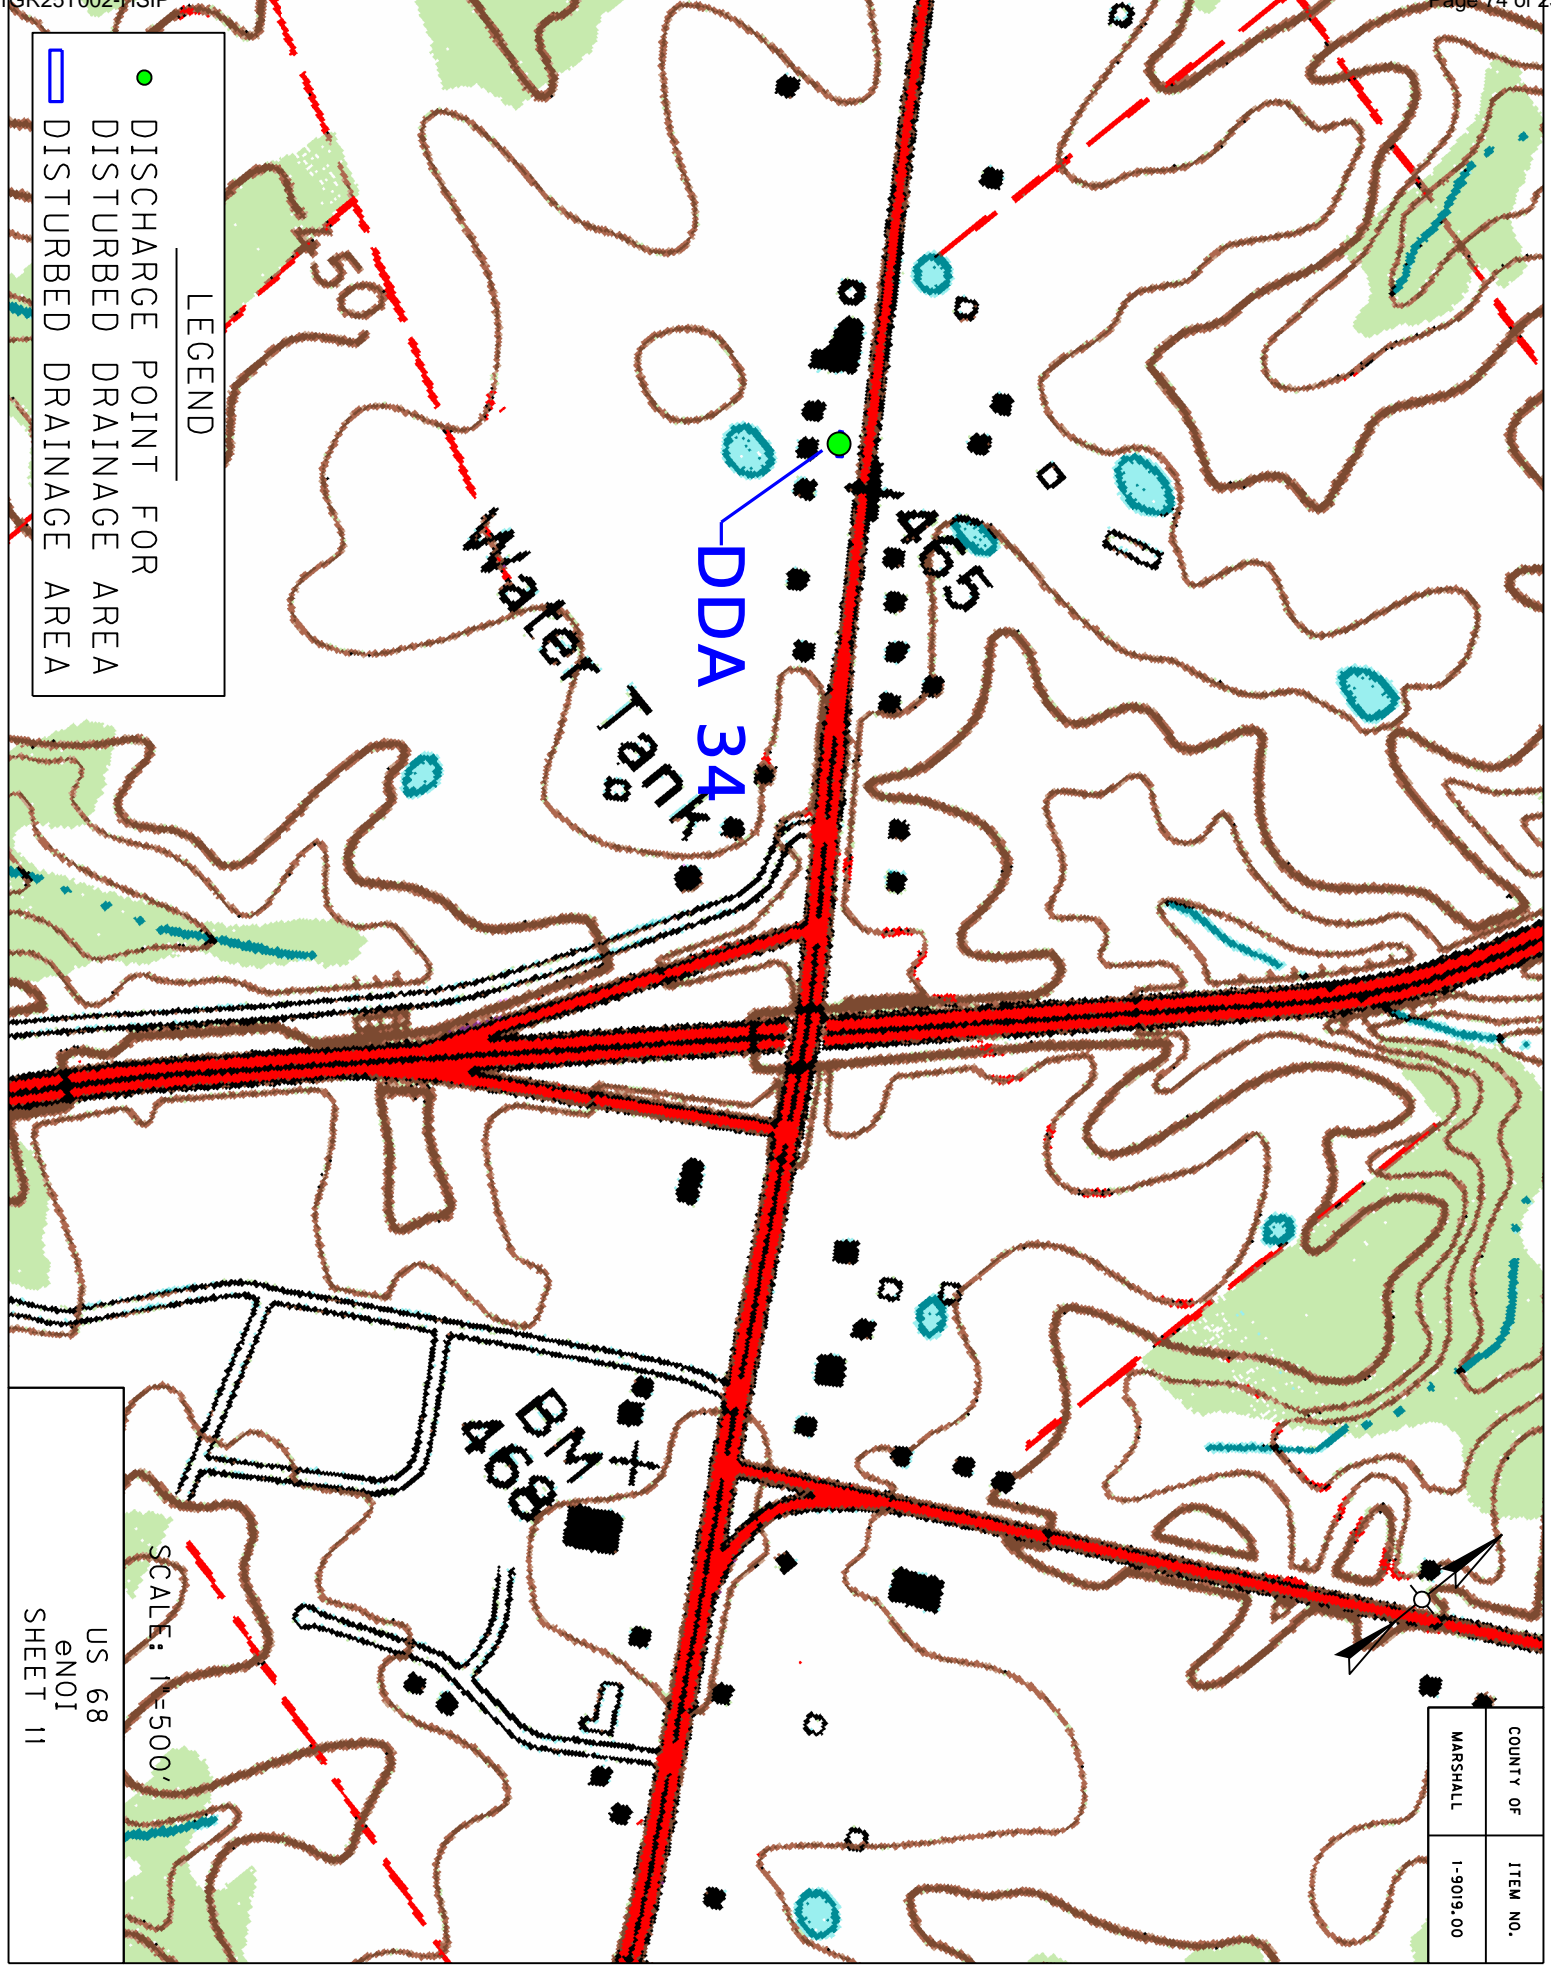 Page 74 of 2
COUNTY OF
MARSHALL
ITEM NO.
1-9019.00
465
450
DDA 34
Water Tank
BM
468
LEGEND
DISCHARGE POINT FOR
DISTURBED DRAINAGE AREA
DISTURBED DRAINAGE AREA
SCALE: 1"=500'
US 68
eNOI
SHEET 11